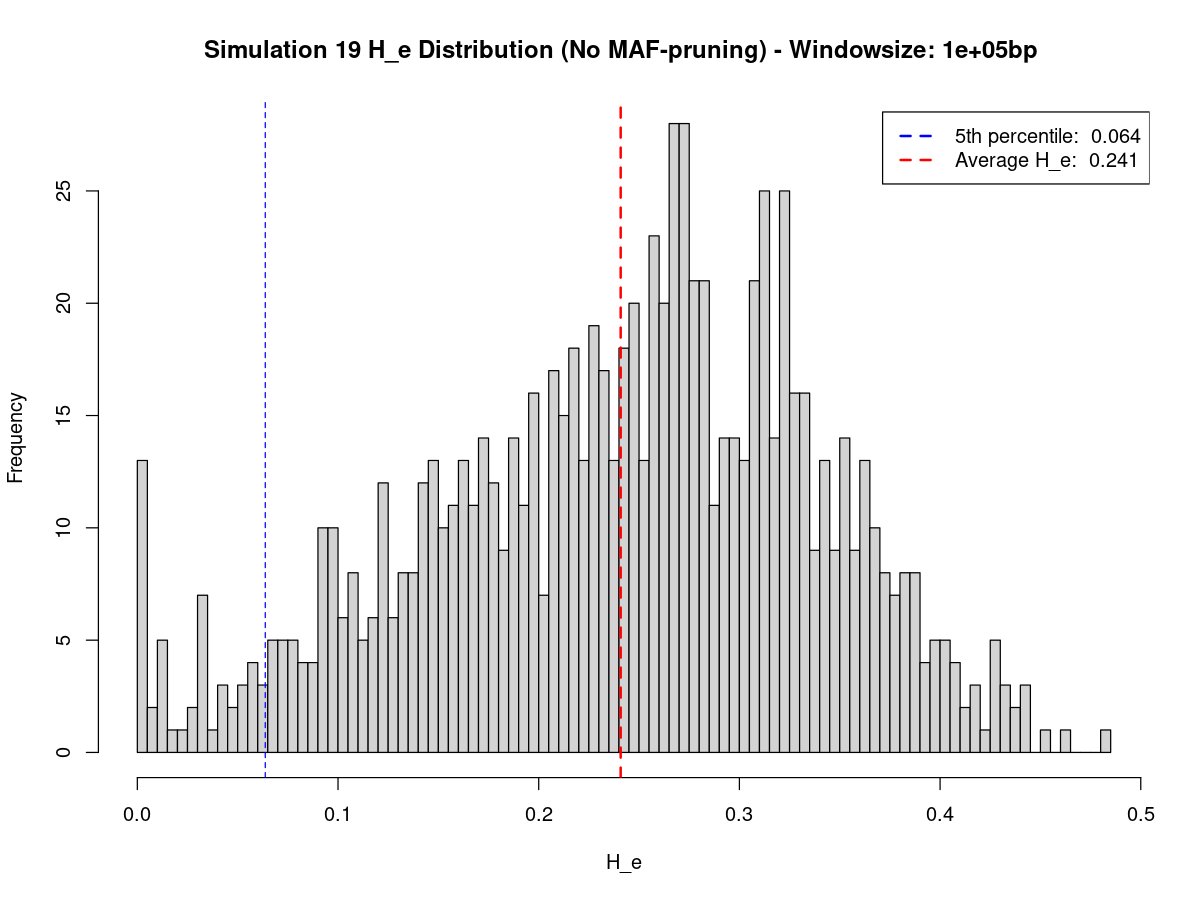 Simulation 19 H_e Distribution (No MAF-pruning) - Windowsize: 1e+05bp
5th percentile: 0.064
Average H_e: 0.241
Frequency
25
20
15
10
5
0
0.0 0.1 0.2 0.3 0.4 0.5
H_e